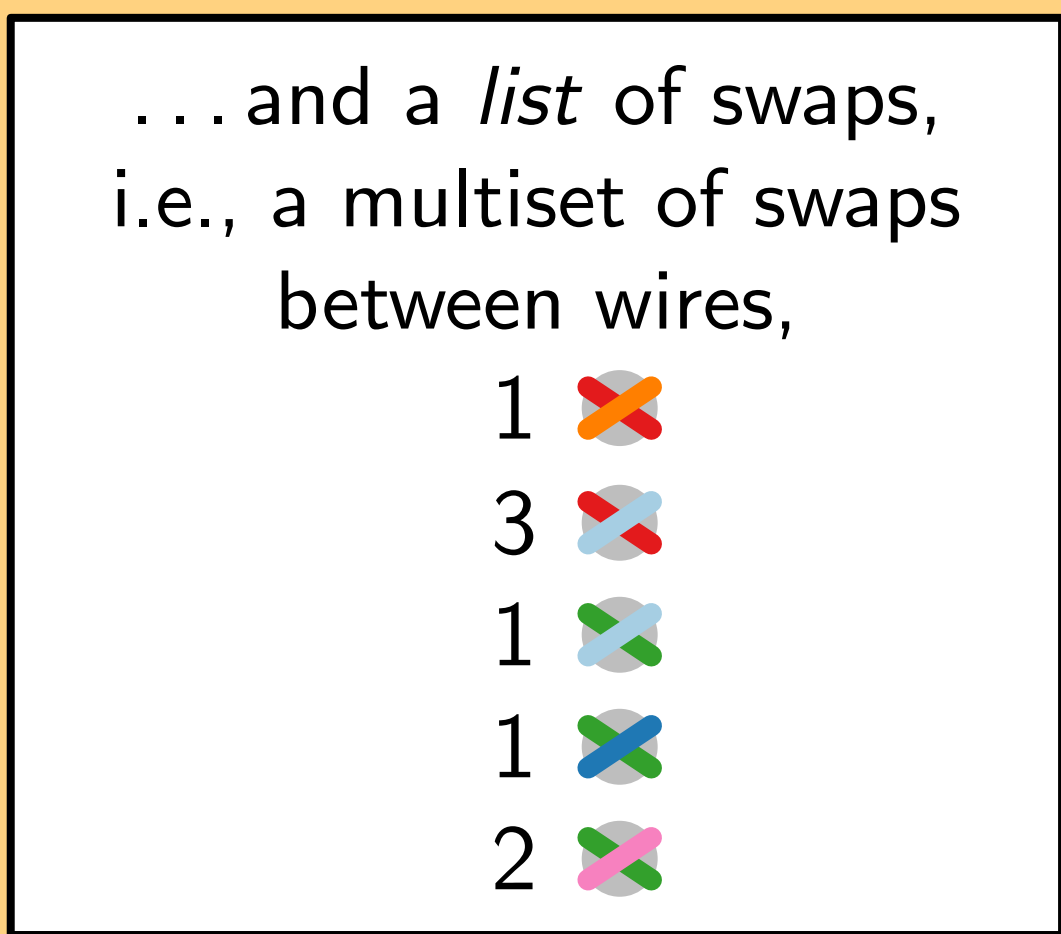 . . . and a list of swaps,
i.e., a multiset of swaps
between wires,
1
3
1
1
2